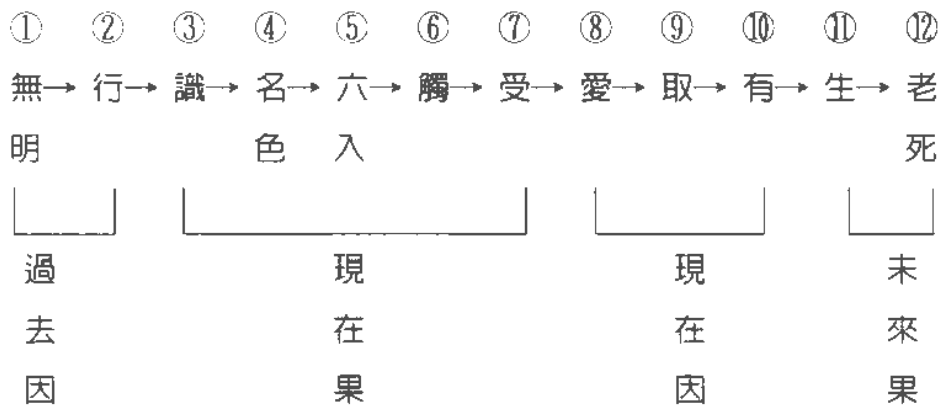 ① ② ③ ④ ⑤ ⑥ ⑦ ⑧ ⑨ ⑩ ⑪ ⑫
無明→行→識→名色→六入→觸→受→愛→取→有→生→老死
過去因
現在果
現在因
未來果